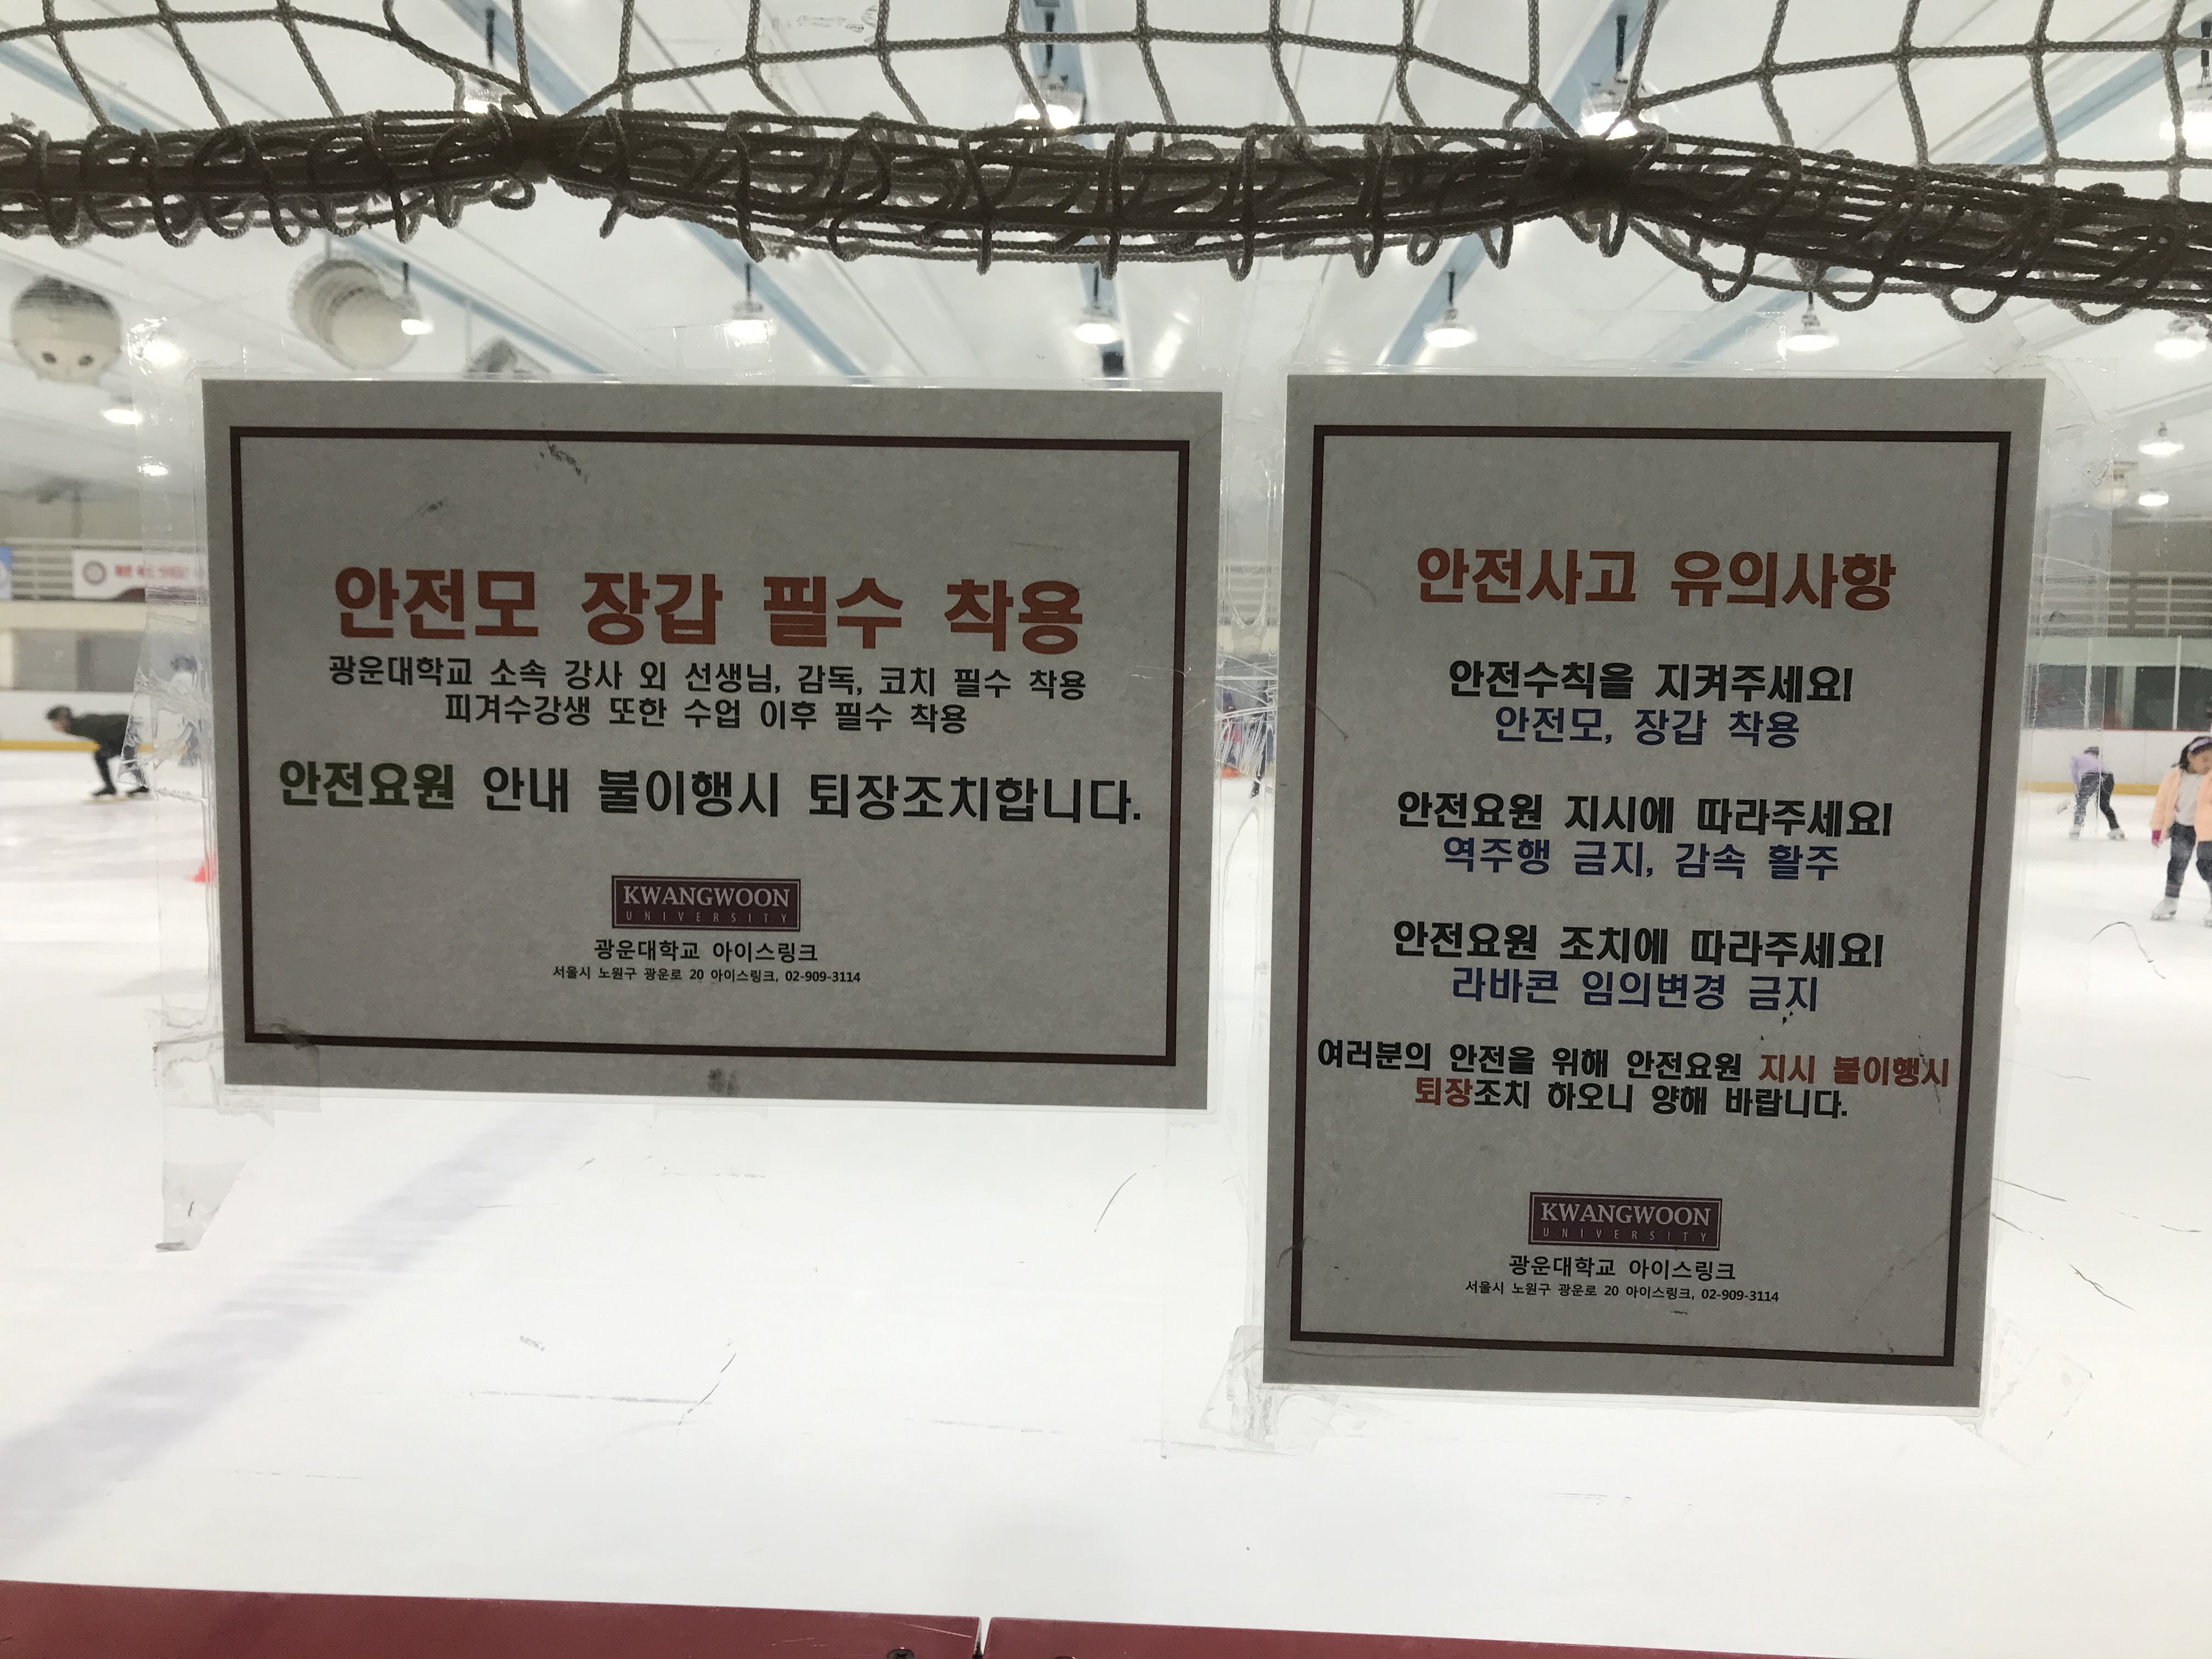 안전모 장갑 필수 착용
광운대학교 소속 강사 외 선생님, 감독, 코치 필수 착용
피겨수강생 또한 수업 이후 필수 착용
안전요원 안내 불이행시 퇴장조치합니다.
KWANGWOON
UNIVERSITY
광운대학교 아이스링크
서울시 노원구 광운로 20 아이스링크, 02-909-3114
안전사고 유의사항
안전수칙을 지켜주세요!
안전모, 장갑 착용
안전요원 지시에 따라주세요!
역주행 금지, 감속 활주
안전요원 조치에 따라주세요!
라바콘 임의변경 금지
여러분의 안전을 위해 안전요원 지시 불이행시
퇴장조치 하오니 양해 바랍니다.
KWANGWOON
UNIVERSITY
광운대학교 아이스링크
서울시 노원구 광운로 20 아이스링크, 02-909-3114